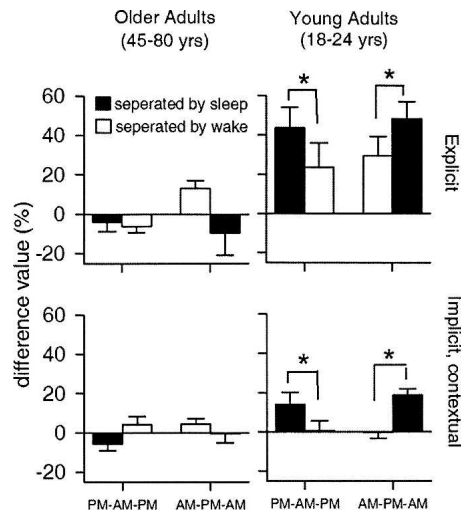 Older Adults
(45-80 yrs)
Young Adults
(18-24 yrs)
60
40
20
0
-20
seperated by sleep
seperated by wake
*
*
Explicit
difference value (%)
60
40
20
0
-20
*
*
Implicit, contextual
PM-AM-PM
AM-PM-AM
PM-AM-PM
AM-PM-AM